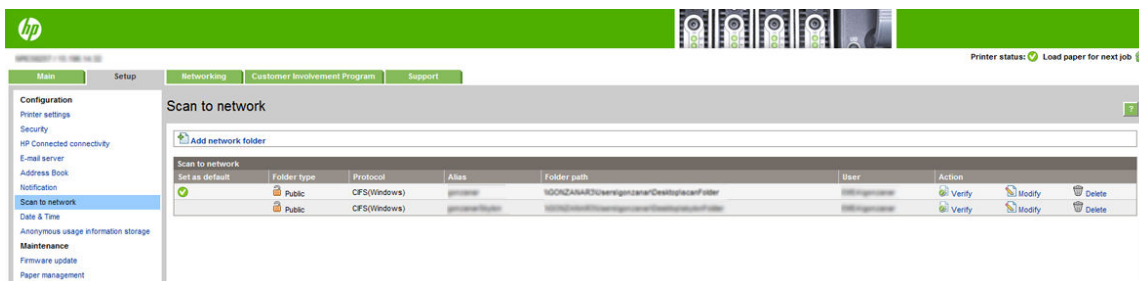 hp
Printer status: Load paper for next job
Main Setup Networking Customer Involvement Program Support
Configuration
Printer settings
Security
HP Connected connectivity
E-mail server
Address Book
Notification
Scan to network
Date & Time
Anonymous usage information storage
Maintenance
Firmware update
Paper management
Scan to network
?
Add network folder
Scan to network
Set as default Folder type Protocol Alias Folder path User Action
Public CIFS(Windows) Verify Modify Delete
Public CIFS(Windows) Verify Modify Delete